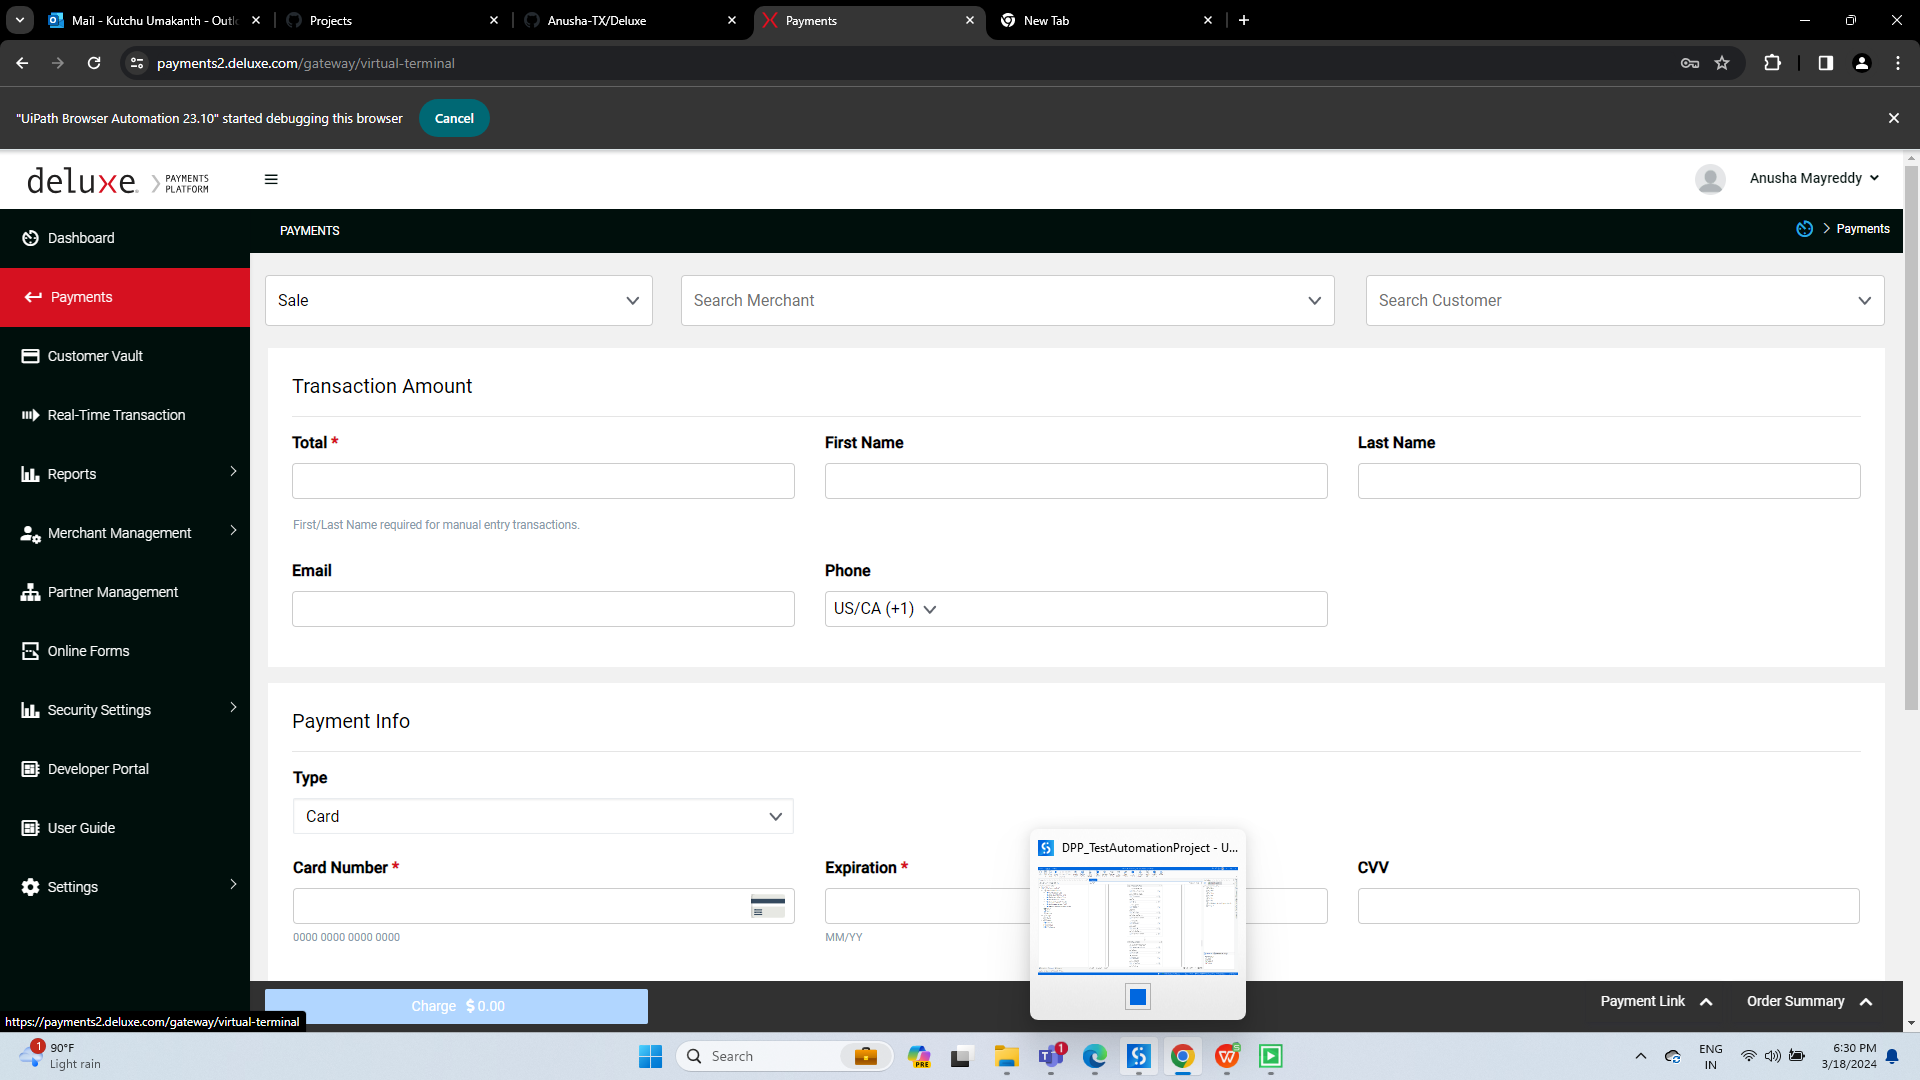 Mail - Kutchu Umakanth - Outlo
Projects
Anusha-TX/Deluxe
Payments
New Tab
payments2.deluxe.com/gateway/virtual-terminal
"UiPath Browser Automation 23.10" started debugging this browser
Cancel
deluxe.
PAYMENTS
PLATFORM
Anusha Mayreddy
Dashboard
PAYMENTS
Payments
Payments
Sale
Search Merchant
Search Customer
Customer Vault
Transaction Amount
Real-Time Transaction
Total *
First Name
Last Name
Reports
First/Last Name required for manual entry transactions.
Merchant Management
Email
Phone
Partner Management
US/CA (+1)
Online Forms
Security Settings
Payment Info
Developer Portal
Type
Card
User Guide
DPP_TestAutomationProject - U...
Card Number *
Expiration *
CVV
Settings
0000 0000 0000 0000
MM/YY
Charge $ 0.00
Payment Link
Order Summary
https://payments2.deluxe.com/gateway/virtual-terminal
1
90°F
Light rain
Search
PRE
1
ENG
IN
6:30 PM
3/18/2024